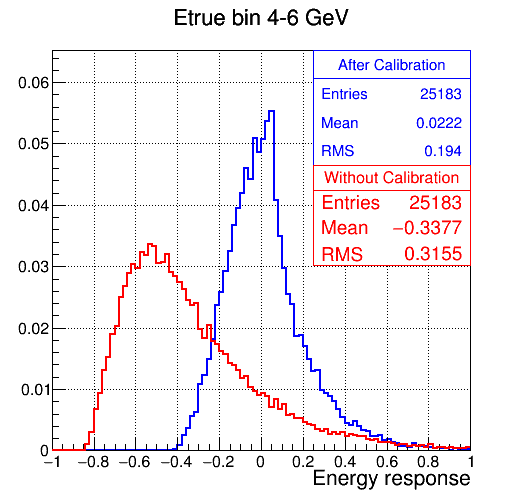 Etrue bin 4-6 GeV
After Calibration
Entries 25183
Mean 0.0222
RMS 0.194
Without Calibration
Entries 25183
Mean −0.3377
RMS 0.3155
0.06
0.05
0.04
0.03
0.02
0.01
0
−1 −0.8 −0.6 −0.4 −0.2 0 0.2 0.4 0.6 0.8 1
Energy response